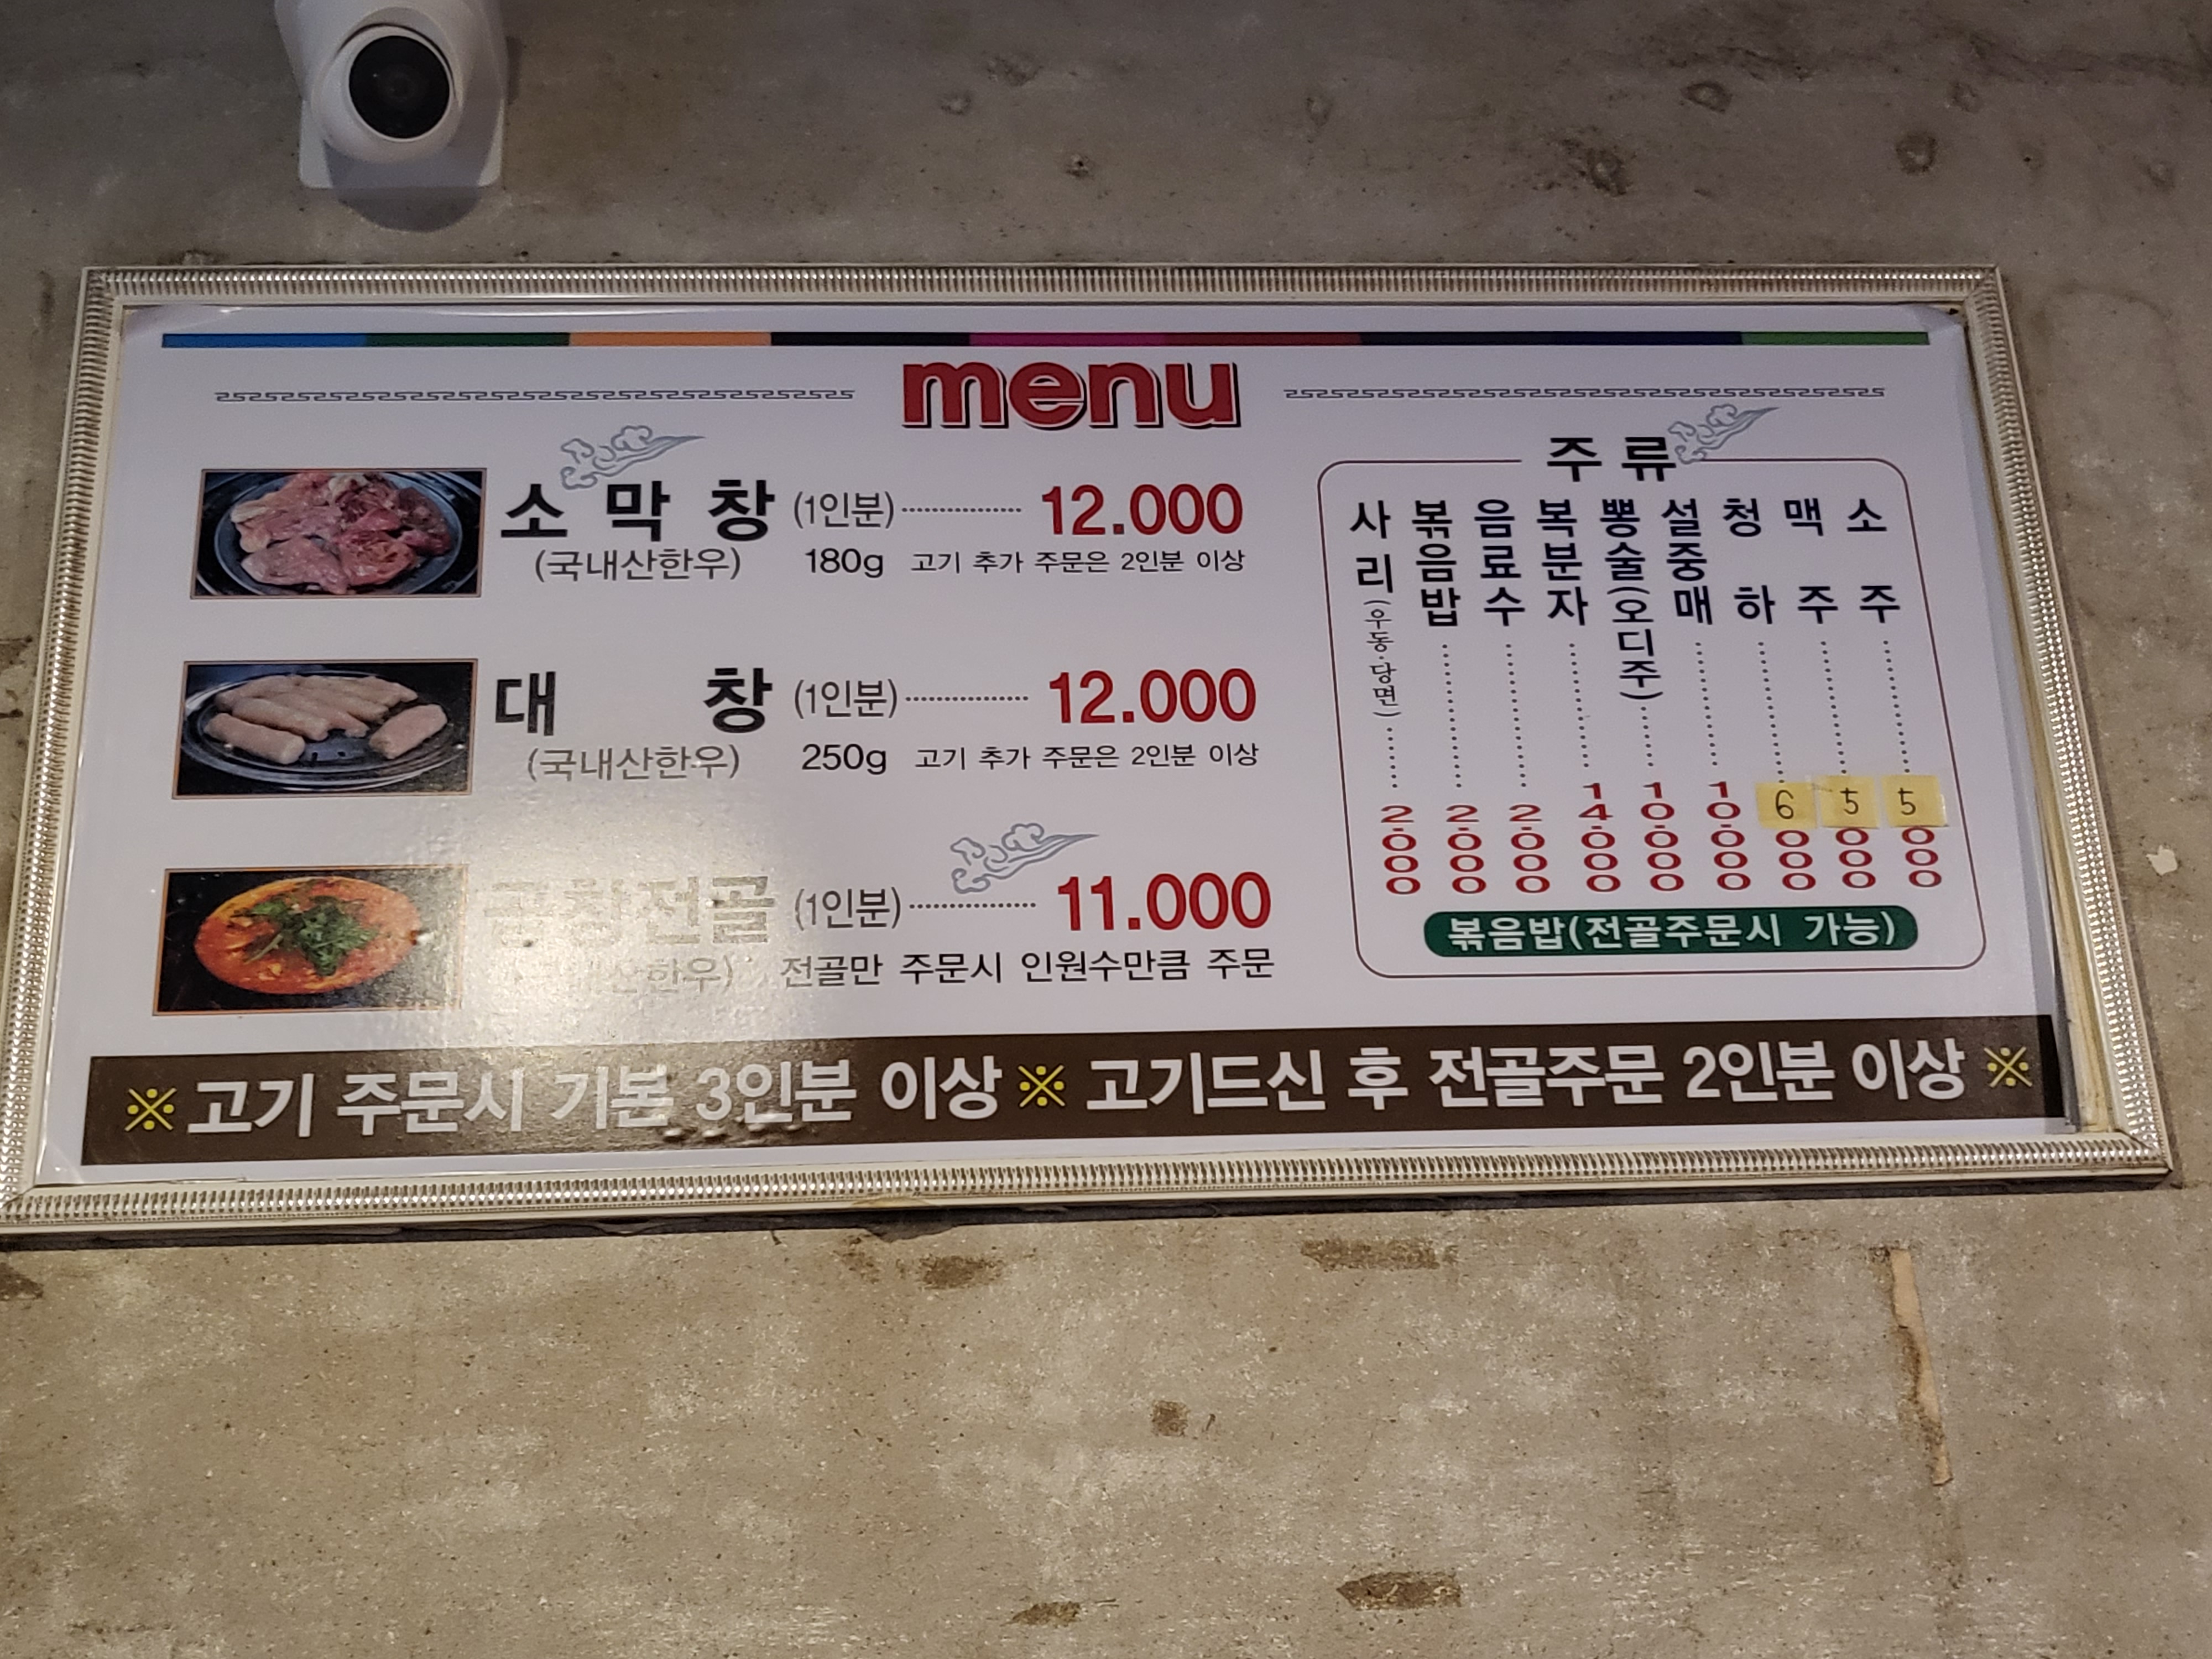 menu
소 막 창 (1인분) 12.000
(국내산한우) 180g 고기 추가 주문은 2인분 이상
대 창 (1인분) 12.000
(국내산한우) 250g 고기 추가 주문은 2인분 이상
곱창전골 (1인분) 11.000
내산한우) 전골만 주문시 인원수만큼 주문
주 류
소 주 5 000
맥 주 5 000
청 하 6 000
설중매 10.000
뽕술(오디주) 10.000
복분자 14.000
음료수 2.000
볶음밥 2.000
사리(우동·당면) 2.000
볶음밥(전골주문시 가능)
※ 고기 주문시 기본 3인분 이상 ※ 고기드신 후 전골주문 2인분 이상 ※